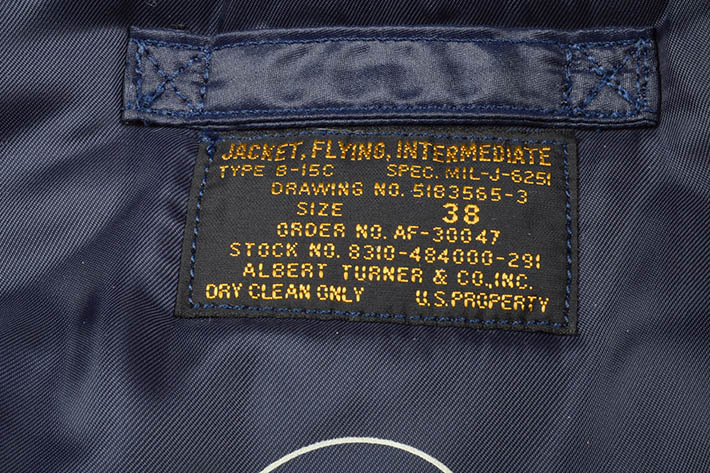 JACKET, FLYING, INTERMEDIATE
TYPE B-15C SPEC. MIL-J-6251
DRAWING NO. 5183565-3
SIZE 38
ORDER NO. AF-30047
STOCK NO. 8310-484000-291
ALBERT TURNER & CO.,INC.
DRY CLEAN ONLY U.S.PROPERTY